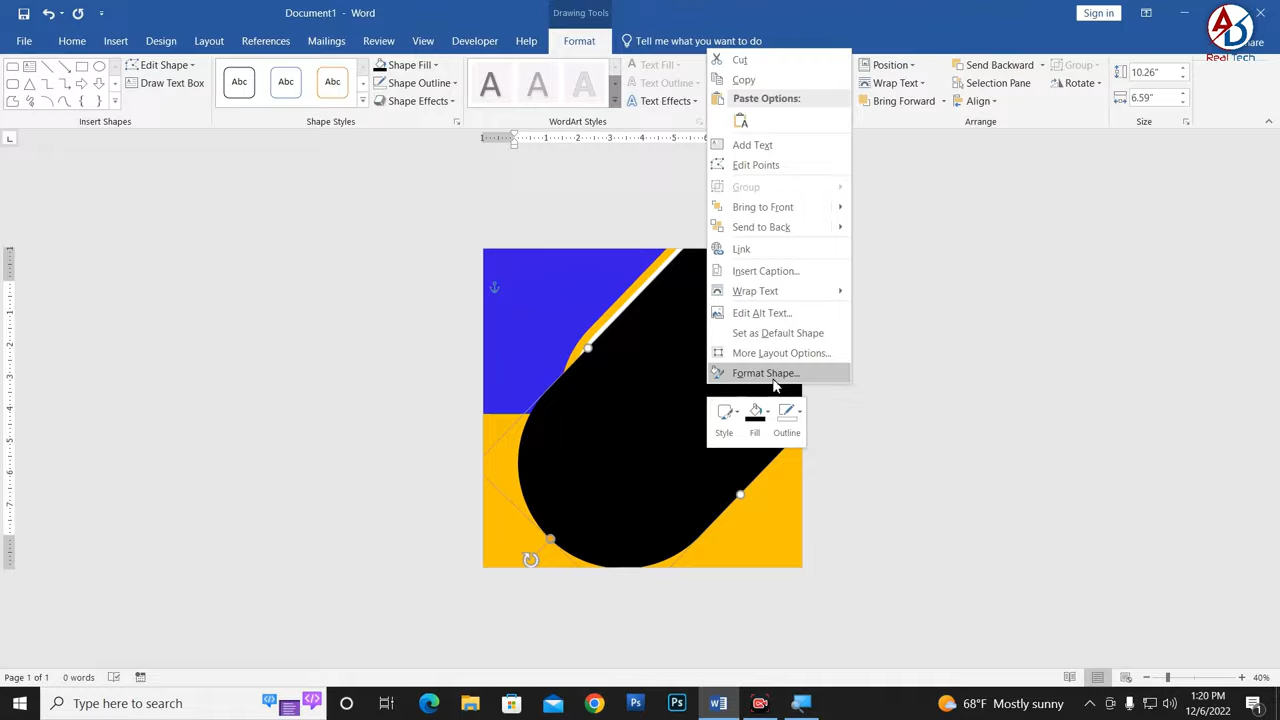 Document1 - Word
Drawing Tools
Sign in
File Home Insert Design Layout References Mailings Review View Developer Help Format Tell me what you want to do Share
Edit Shape
Draw Text Box
Insert Shapes
Abc Abc Abc
Shape Fill
Shape Outline
Shape Effects
Shape Styles
A A A
Text Fill
Text Outline
Text Effects
WordArt Styles
Position
Wrap Text
Bring Forward
Send Backward
Selection Pane
Align
Group
Rotate
Arrange
10.26"
6.59"
Size
RealTech
Cut
Copy
Paste Options:
Add Text
Edit Points
Group
Bring to Front
Send to Back
Link
Insert Caption...
Wrap Text
Edit Alt Text...
Set as Default Shape
More Layout Options...
Format Shape...
Style Fill Outline
Page 1 of 1 0 words
40%
Type here to search
68°F Mostly sunny
1:20 PM
12/6/2022